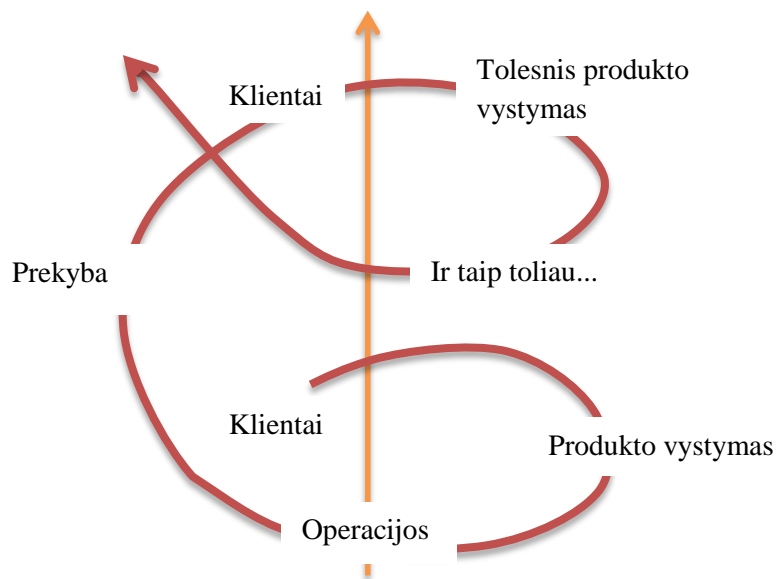 Tolesnis produkto
vystymas
Klientai
Prekyba
Ir taip toliau...
Klientai
Produkto vystymas
Operacijos